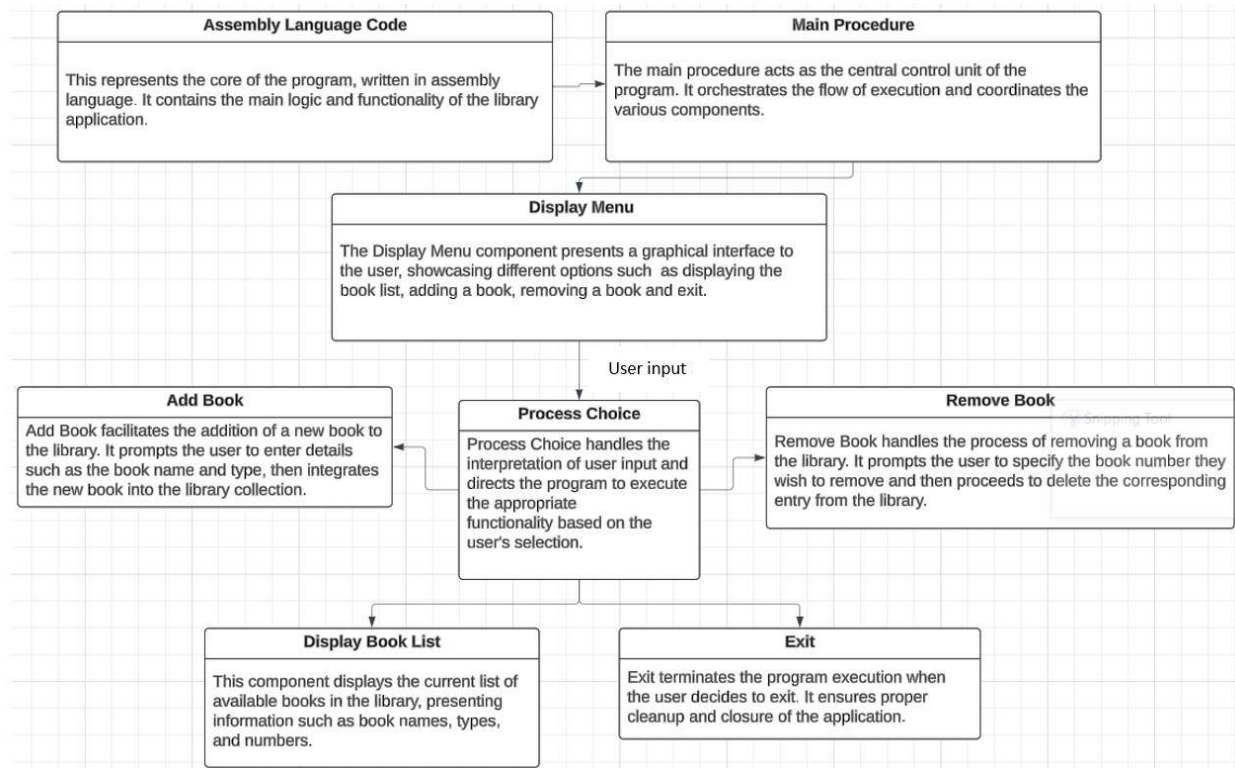 Assembly Language Code
This represents the core of the program, written in assembly
language. It contains the main logic and functionality of the library
application.
Main Procedure
The main procedure acts as the central control unit of the
program. It orchestrates the flow of execution and coordinates the
various components.
Display Menu
The Display Menu component presents a graphical interface to
the user, showcasing different options such as displaying the
book list, adding a book, removing a book and exit.
User input
Add Book
Add Book facilitates the addition of a new book to
the library. It prompts the user to enter details
such as the book name and type, then integrates
the new book into the library collection.
Process Choice
Process Choice handles the
interpretation of user input and
directs the program to execute
the appropriate
functionality based on the
user's selection.
Remove Book
Snipping Tool
Remove Book handles the process of removing a book from
the library. It prompts the user to specify the book number they
wish to remove and then proceeds to delete the corresponding
entry from the library.
Display Book List
This component displays the current list of
available books in the library, presenting
information such as book names, types,
and numbers.
Exit
Exit terminates the program execution when
the user decides to exit. It ensures proper
cleanup and closure of the application.